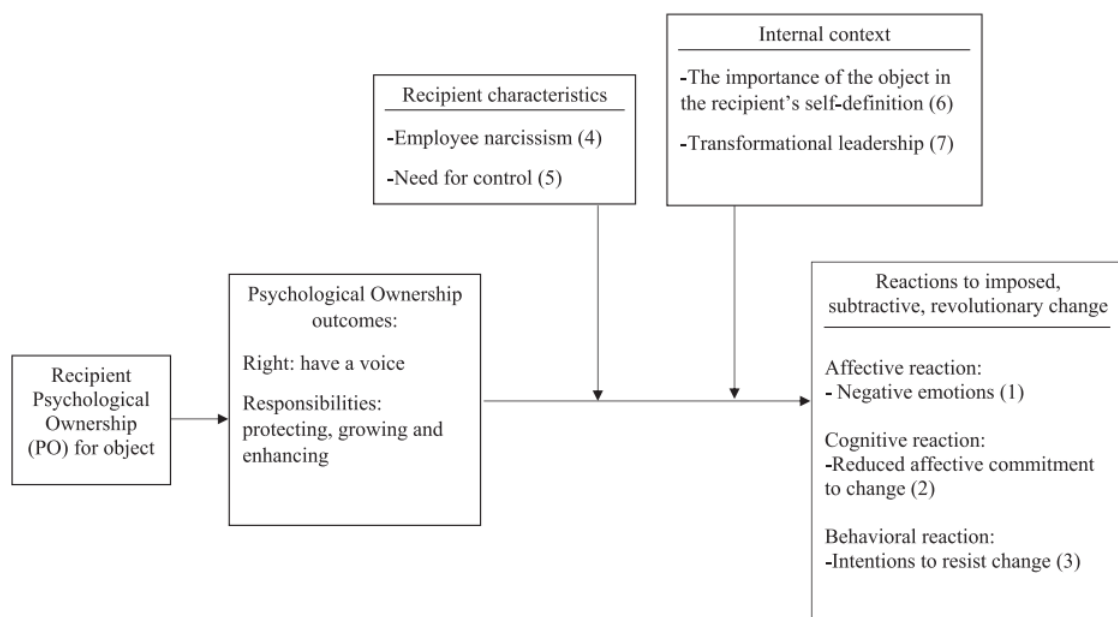 Internal context
-The importance of the object in
the recipient's self-definition (6)
-Transformational leadership (7)
Recipient characteristics
-Employee narcissism (4)
-Need for control (5)
Recipient
Psychological
Ownership
(PO) for object
Psychological Ownership
outcomes:
Right: have a voice
Responsibilities:
protecting, growing and
enhancing
Reactions to imposed,
subtractive, revolutionary change
Affective reaction:
- Negative emotions (1)
Cognitive reaction:
-Reduced affective commitment
to change (2)
Behavioral reaction:
-Intentions to resist change (3)